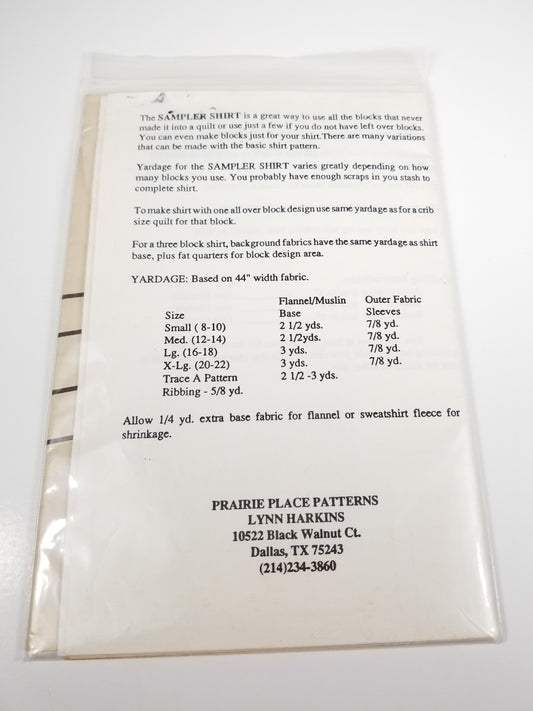 The SAMPLER SHIRT is a great way to use all the blocks that never
made it into a quilt or use just a few if you do not have left over blocks.
You can even make blocks just for your shirt.There are many variations
that can be made with the basic shirt pattern.
Yardage for the SAMPLER SHIRT varies greatly depending on how
many blocks you use. You probably have enough scraps in you stash to
complete shirt.
To make shirt with one all over block design use same yardage as for a crib
size quilt for that block.
For a three block shirt, background fabrics have the same yardage as shirt
base, plus fat quarters for block design area.
YARDAGE: Based on 44" width fabric.
Flannel/Muslin Outer Fabric
Size Base Sleeves
Small ( 8-10) 2 1/2 yds. 7/8 yd.
Med. (12-14) 2 1/2yds. 7/8 yd.
Lg. (16-18) 3 yds. 7/8 yd.
X-Lg. (20-22) 3 yds. 7/8 yd.
Trace A Pattern 2 1/2 -3 yds.
Ribbing - 5/8 yd.
Allow 1/4 yd. extra base fabric for flannel or sweatshirt fleece for
shrinkage.
PRAIRIE PLACE PATTERNS
LYNN HARKINS
10522 Black Walnut Ct.
Dallas, TX 75243
(214)234-3860